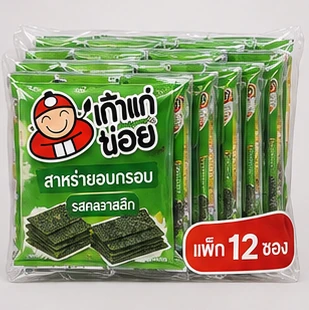 เถ้าแก่
น้อย
สาหร่ายอบกรอบ
รสคลาสสิก
แพ็ก 12 ซอง